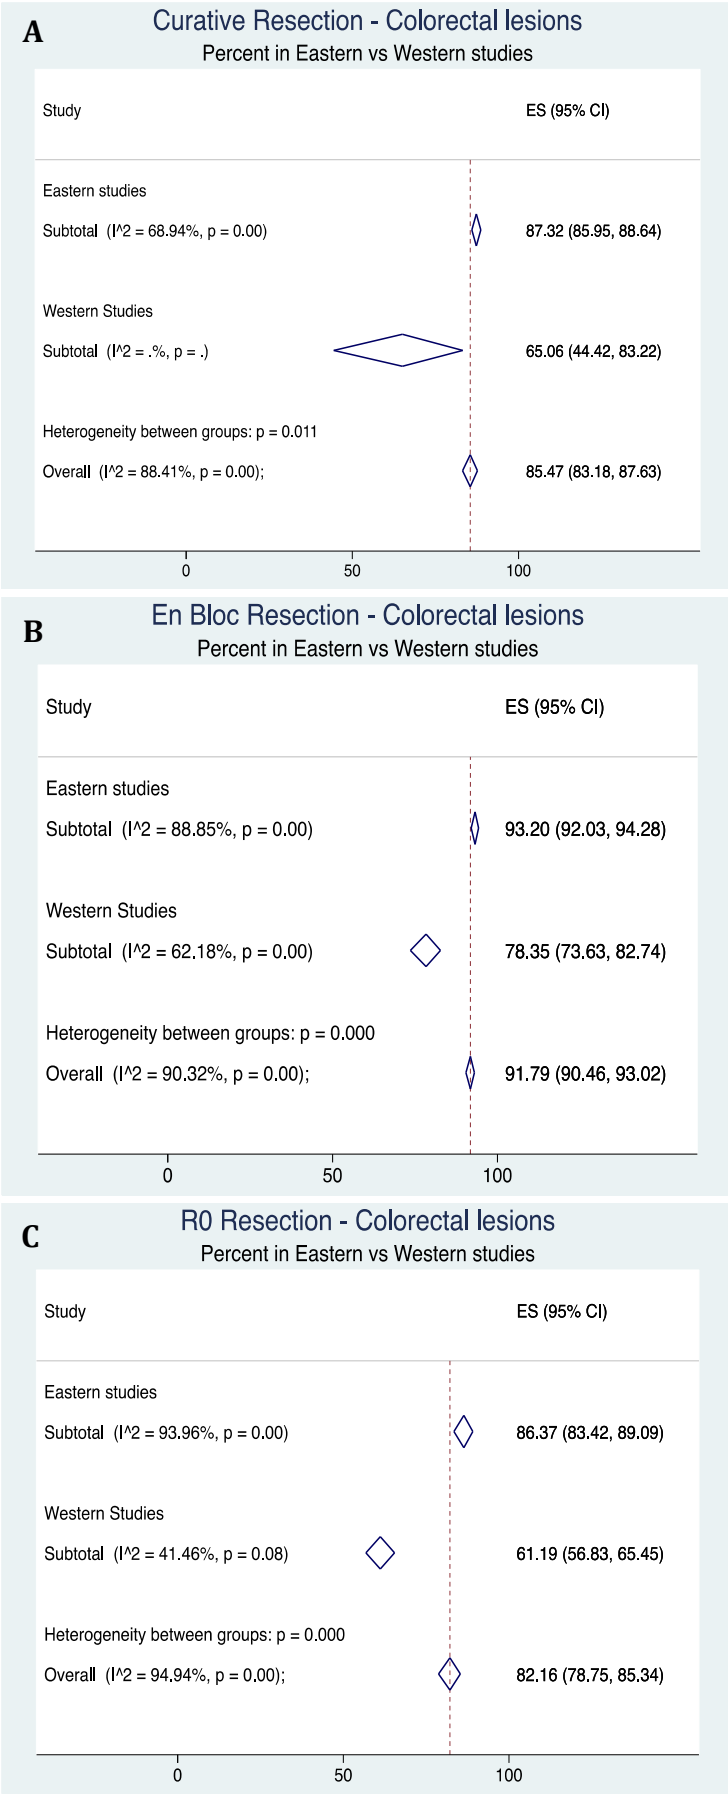 A
Curative Resection - Colorectal lesions
Percent in Eastern vs Western studies
Study ES (95% CI)
Eastern studies
Subtotal (I^2 = 68.94%, p = 0.00) 87.32 (85.95, 88.64)
Western Studies
Subtotal (I^2 = .%, p = .) 65.06 (44.42, 83.22)
Heterogeneity between groups: p = 0.011
Overall (I^2 = 88.41%, p = 0.00); 85.47 (83.18, 87.63)
0 50 100
B
En Bloc Resection - Colorectal lesions
Percent in Eastern vs Western studies
Study ES (95% CI)
Eastern studies
Subtotal (I^2 = 88.85%, p = 0.00) 93.20 (92.03, 94.28)
Western Studies
Subtotal (I^2 = 62.18%, p = 0.00) 78.35 (73.63, 82.74)
Heterogeneity between groups: p = 0.000
Overall (I^2 = 90.32%, p = 0.00); 91.79 (90.46, 93.02)
0 50 100
C
R0 Resection - Colorectal lesions
Percent in Eastern vs Western studies
Study ES (95% CI)
Eastern studies
Subtotal (I^2 = 93.96%, p = 0.00) 86.37 (83.42, 89.09)
Western Studies
Subtotal (I^2 = 41.46%, p = 0.08) 61.19 (56.83, 65.45)
Heterogeneity between groups: p = 0.000
Overall (I^2 = 94.94%, p = 0.00); 82.16 (78.75, 85.34)
0 50 100